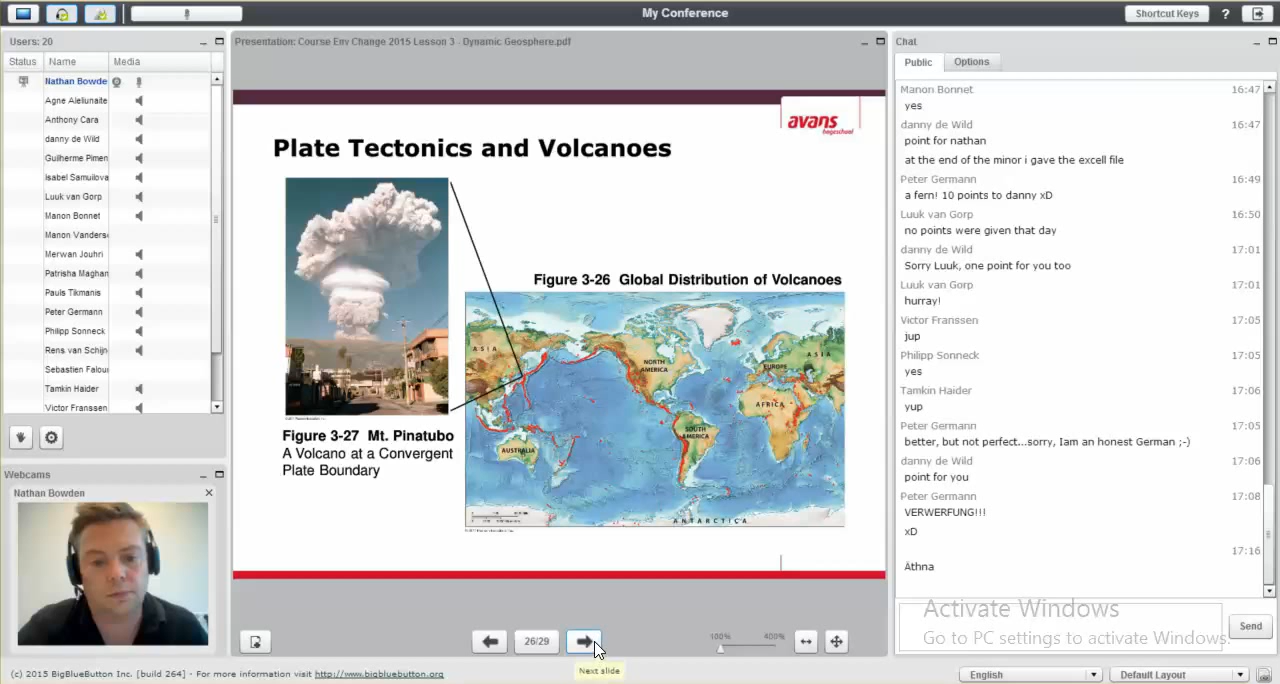 My Conference
Shortcut Keys
?
Users: 20
Status Name Media
Nathan Bowde
Agne Aleliunaite
Anthony Cara
danny de Wild
Guilherme Pimen
Isabel Samuilova
Luuk van Gorp
Manon Bonnet
Manon Vanders
Merwan Jouhri
Patrisha Maghan
Pauls Tikmanis
Peter Germann
Philipp Sonneck
Rens van Schijn
Sebastien Falou
Tamkin Haider
Victor Franssen
Webcams
Nathan Bowden
Presentation: Course Env Change 2015 Lesson 3 - Dynamic Geosphere.pdf
avans
hogeschool
Plate Tectonics and Volcanoes
Figure 3-26 Global Distribution of Volcanoes
ASIA
NORTH
AMERICA
EUROPE
ASIA
AFRICA
SOUTH
AMERICA
AUSTRALIA
ANTARCTICA
Figure 3-27 Mt. Pinatubo
A Volcano at a Convergent
Plate Boundary
26/29
100% 400%
Next slide
Chat
Public Options
Manon Bonnet 16:47
yes
danny de Wild 16:47
point for nathan
at the end of the minor i gave the excell file
Peter Germann 16:49
a fern! 10 points to danny xD
Luuk van Gorp 16:50
no points were given that day
danny de Wild 17:01
Sorry Luuk, one point for you too
Luuk van Gorp 17:01
hurray!
Victor Franssen 17:05
jup
Philipp Sonneck 17:05
yes
Tamkin Haider 17:06
yup
Peter Germann 17:05
better, but not perfect...sorry, Iam an honest German ;-)
danny de Wild 17:06
point for you
Peter Germann 17:08
VERWERFUNG!!!
xD
17:16
Äthna
Activate Windows
Go to PC settings to activate Windows.
Send
(c) 2015 BigBlueButton Inc. [build 264] - For more information visit http://www.bigbluebutton.org
English
Default Layout